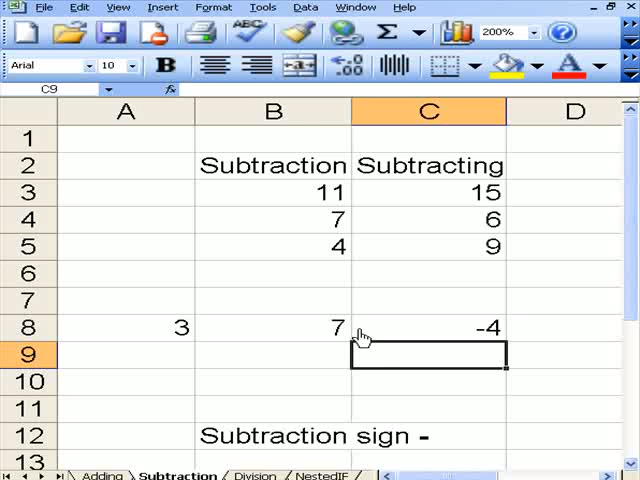 File Edit View Insert Format Tools Data Window Help
ABC Σ 200%
Arial 10 B A
C9 fx
A B C D
1
2 Subtraction Subtracting
3 11 15
4 7 6
5 4 9
6
7
8 3 7 -4
9
10
11
12 Subtraction sign -
13
Adding Subtraction Division NestedIF